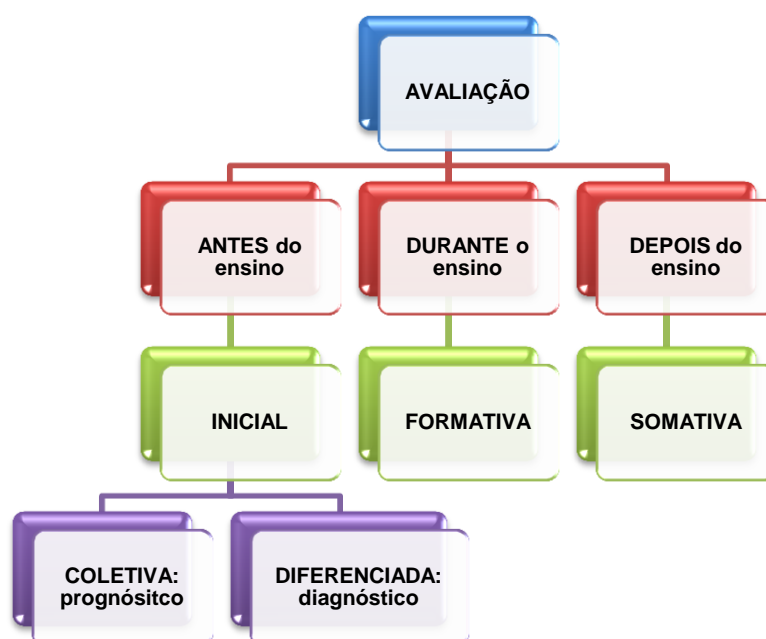 AVALIAÇÃO
ANTES do
ensino
DURANTE o
ensino
DEPOIS do
ensino
INICIAL
FORMATIVA
SOMATIVA
COLETIVA:
prognósitco
DIFERENCIADA:
diagnóstico